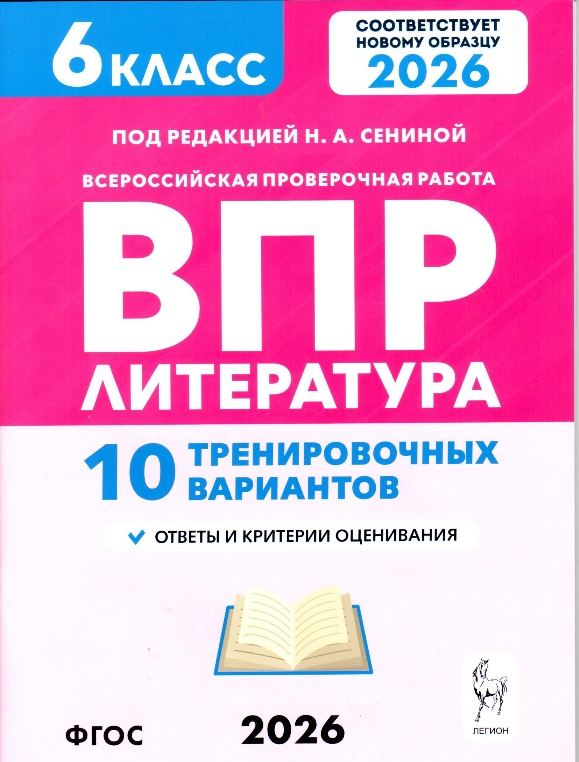 6 КЛАСС
СООТВЕТСТВУЕТ
НОВОМУ ОБРАЗЦУ
2026
ПОД РЕДАКЦИЕЙ Н. А. СЕНИНОЙ
ВСЕРОССИЙСКАЯ ПРОВЕРОЧНАЯ РАБОТА
ВПР
ЛИТЕРАТУРА
10 ТРЕНИРОВОЧНЫХ
ВАРИАНТОВ
ОТВЕТЫ И КРИТЕРИИ ОЦЕНИВАНИЯ
ФГОС
2026
ЛЕГИОН